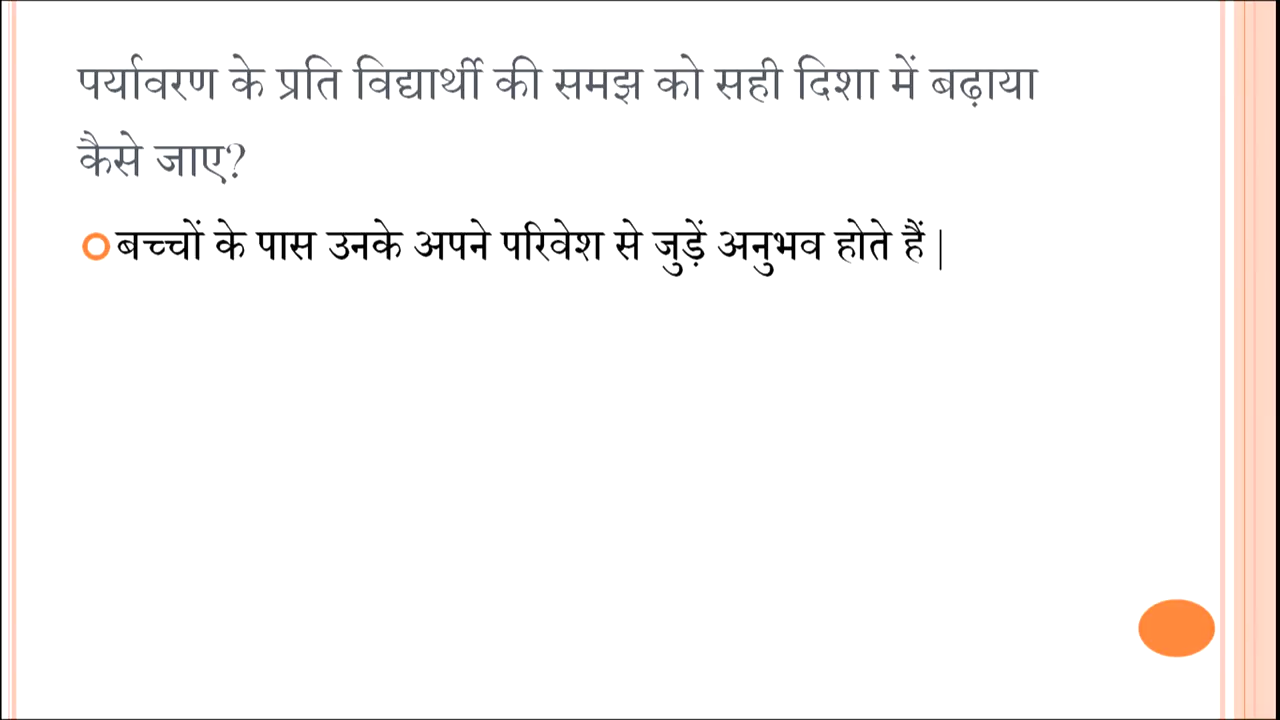 पर्यावरण के प्रति विद्यार्थी की समझ को सही दिशा में बढ़ाया
कैसे जाए?
बच्चों के पास उनके अपने परिवेश से जुड़ें अनुभव होते हैं |